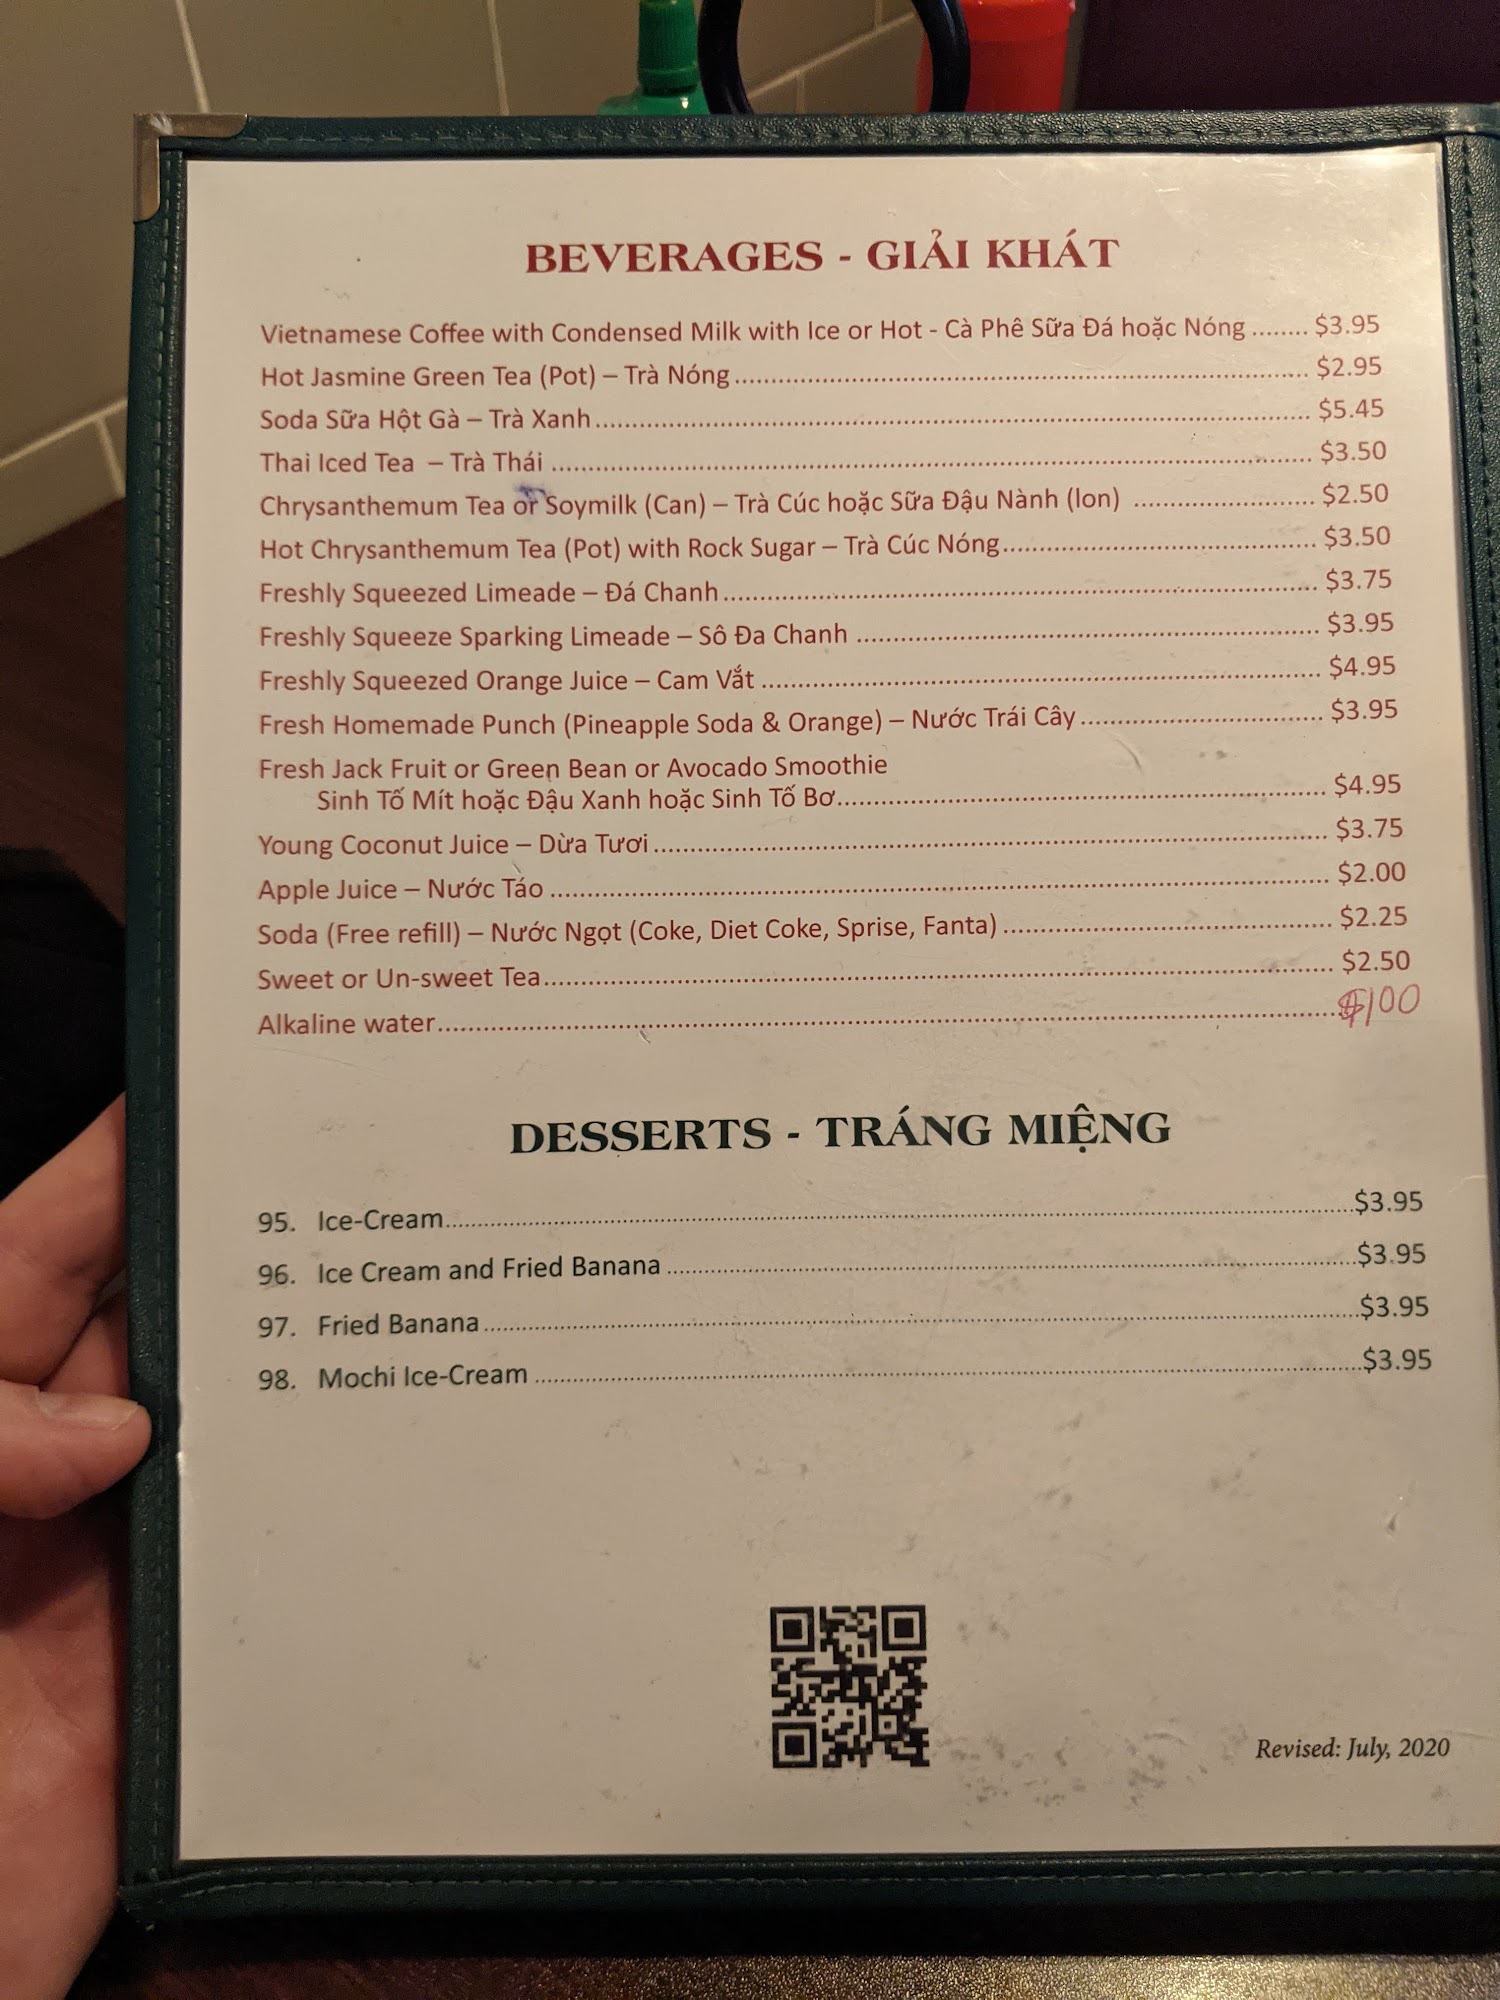 BEVERAGES - GIẢI KHÁT
Vietnamese Coffee with Condensed Milk with Ice or Hot - Cà Phê Sữa Đá hoặc Nóng ........ $3.95
Hot Jasmine Green Tea (Pot) – Trà Nóng ........ $2.95
Soda Sữa Hột Gà – Trà Xanh ........ $5.45
Thai Iced Tea – Trà Thái ........ $3.50
Chrysanthemum Tea or Soymilk (Can) – Trà Cúc hoặc Sữa Đậu Nành (lon) ........ $2.50
Hot Chrysanthemum Tea (Pot) with Rock Sugar – Trà Cúc Nóng ........ $3.50
Freshly Squeezed Limeade – Đá Chanh ........ $3.75
Freshly Squeeze Sparking Limeade – Sô Đa Chanh ........ $3.95
Freshly Squeezed Orange Juice – Cam Vắt ........ $4.95
Fresh Homemade Punch (Pineapple Soda & Orange) – Nước Trái Cây ........ $3.95
Fresh Jack Fruit or Green Bean or Avocado Smoothie
Sinh Tố Mít hoặc Đậu Xanh hoặc Sinh Tố Bơ ........ $4.95
Young Coconut Juice – Dừa Tươi ........ $3.75
Apple Juice – Nước Táo ........ $2.00
Soda (Free refill) – Nước Ngọt (Coke, Diet Coke, Sprise, Fanta) ........ $2.25
Sweet or Un-sweet Tea ........ $2.50
Alkaline water ........ $100
DESSERTS - TRÁNG MIỆNG
95. Ice-Cream ........ $3.95
96. Ice Cream and Fried Banana ........ $3.95
97. Fried Banana ........ $3.95
98. Mochi Ice-Cream ........ $3.95
Revised: July, 2020